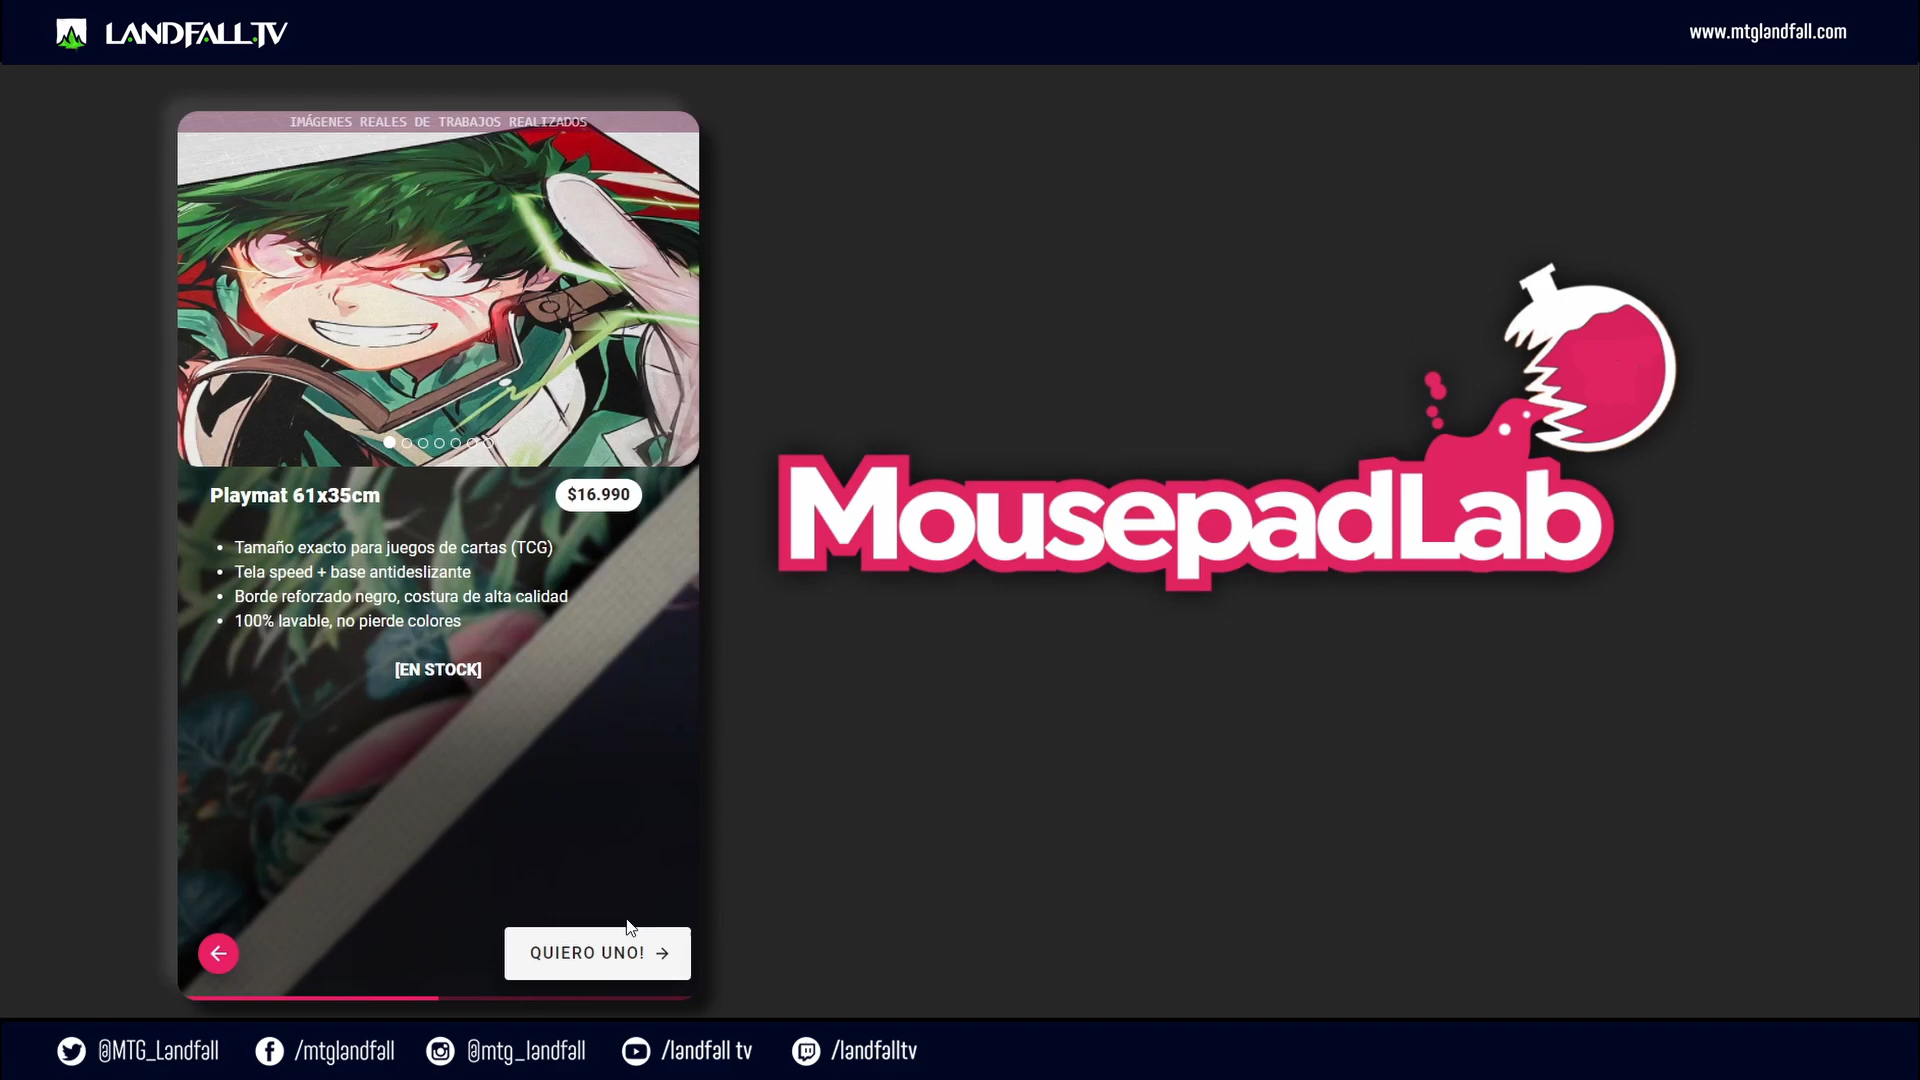 LANDFALL.TV
www.mtglandfall.com
IMÁGENES REALES DE TRABAJOS REALIZADOS
Playmat 61x35cm
$16.990
• Tamaño exacto para juegos de cartas (TCG)
• Tela speed + base antideslizante
• Borde reforzado negro, costura de alta calidad
• 100% lavable, no pierde colores
[EN STOCK]
QUIERO UNO! →
MousepadLab
@MTG_Landfall
/mtglandfall
@mtg_landfall
/landfall tv
/landfalltv